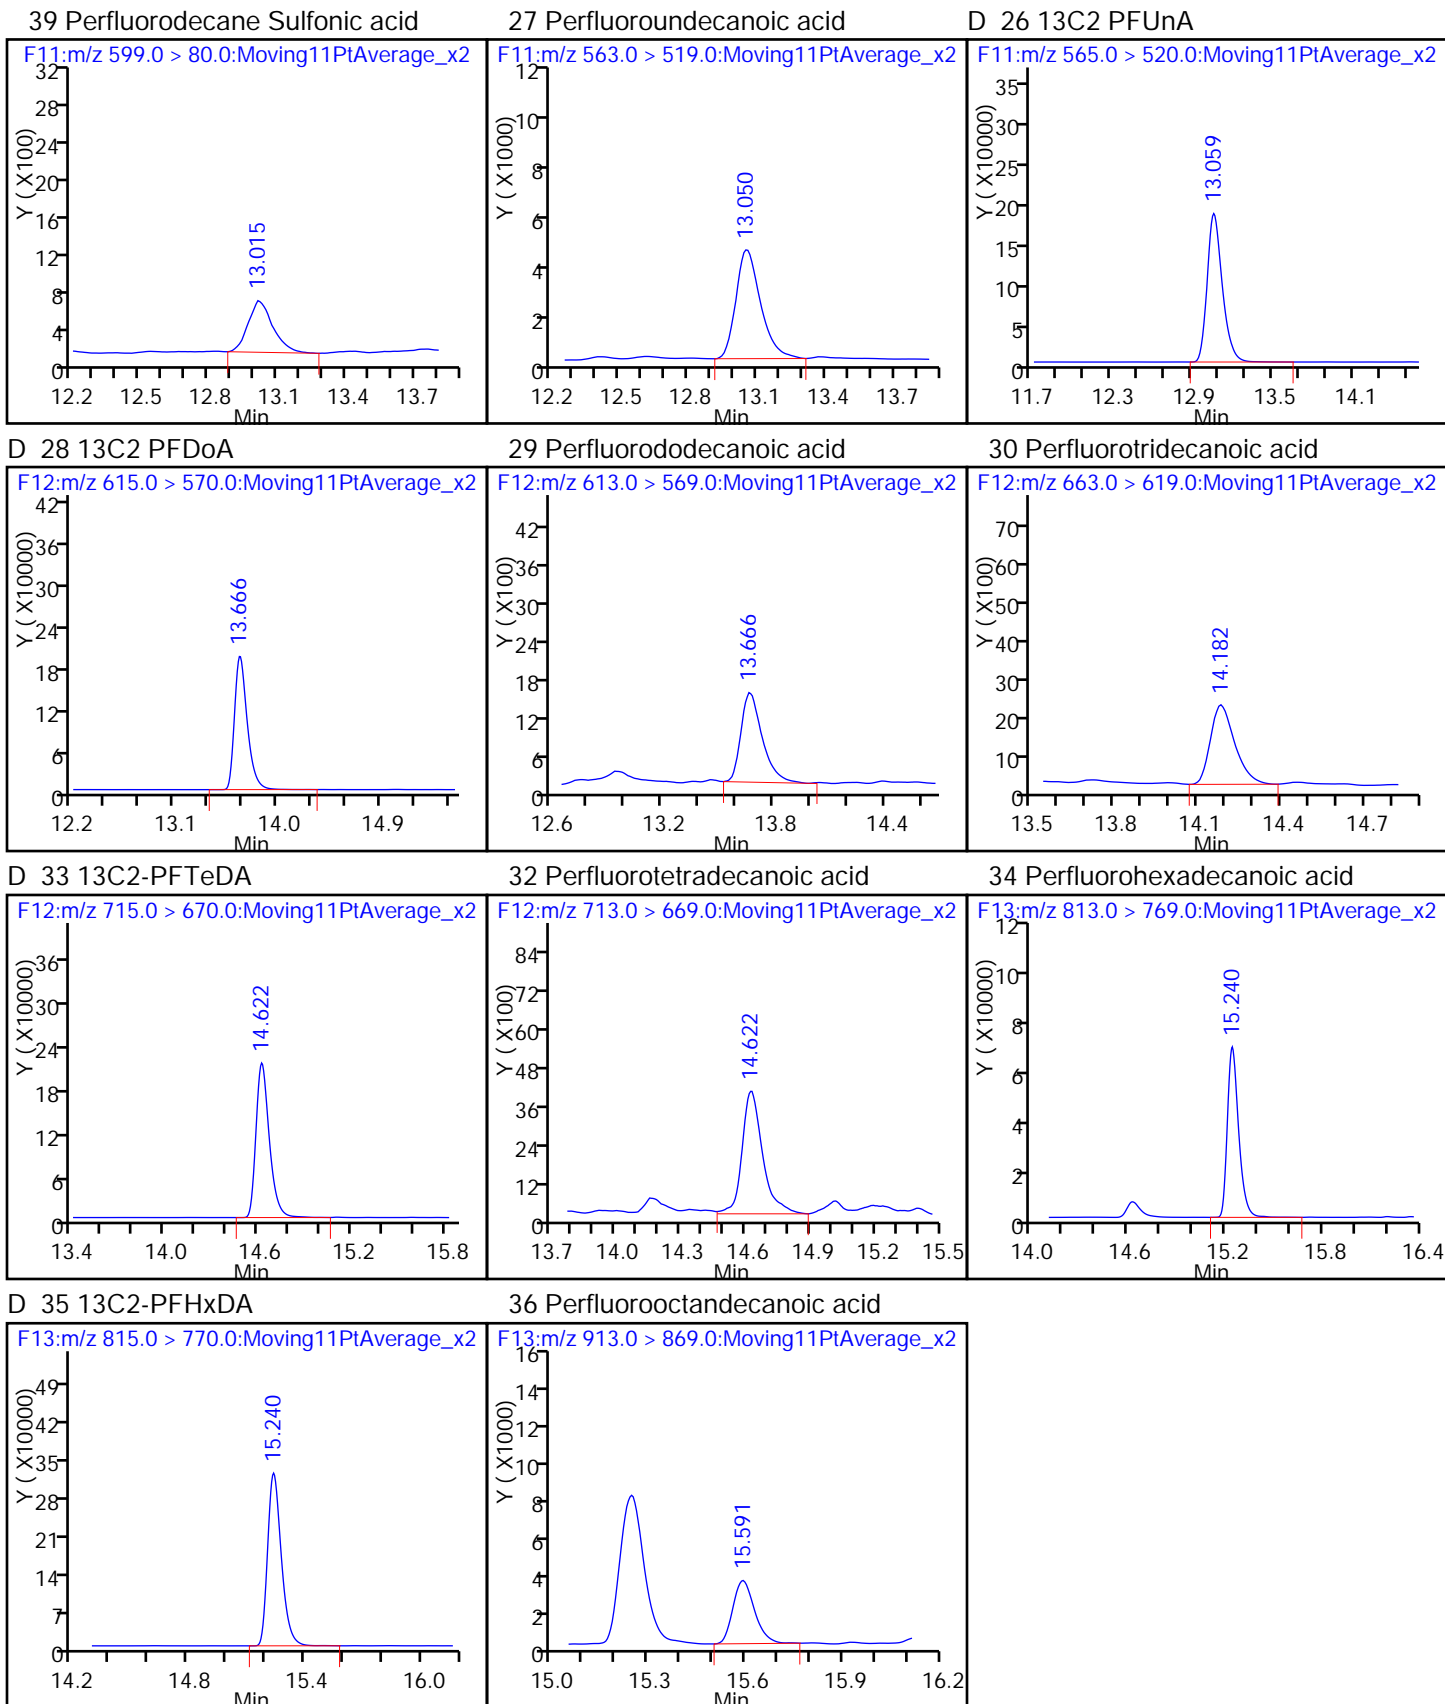 39 Perfluorodecane Sulfonic acid
F11:m/z 599.0 > 80.0:Moving11PtAverage_x2
Y ( X100)
32
28
24
20
16
12
8
4
0
13.015
12.2 12.5 12.8 13.1 13.4 13.7
Min
27 Perfluoroundecanoic acid
F11:m/z 563.0 > 519.0:Moving11PtAverage_x2
Y ( X1000)
12
10
8
6
4
2
0
13.050
12.2 12.5 12.8 13.1 13.4 13.7
Min
D 26 13C2 PFUnA
F11:m/z 565.0 > 520.0:Moving11PtAverage_x2
Y ( X10000)
35
30
25
20
15
10
5
0
13.059
11.7 12.3 12.9 13.5 14.1
Min
D 28 13C2 PFDoA
F12:m/z 615.0 > 570.0:Moving11PtAverage_x2
Y ( X10000)
42
36
30
24
18
12
6
0
13.666
12.2 13.1 14.0 14.9
Min
29 Perfluorododecanoic acid
F12:m/z 613.0 > 569.0:Moving11PtAverage_x2
Y ( X100)
42
36
30
24
18
12
6
0
13.666
12.6 13.2 13.8 14.4
Min
30 Perfluorotridecanoic acid
F12:m/z 663.0 > 619.0:Moving11PtAverage_x2
Y ( X100)
70
60
50
40
30
20
10
0
14.182
13.5 13.8 14.1 14.4 14.7
Min
D 33 13C2-PFTeDA
F12:m/z 715.0 > 670.0:Moving11PtAverage_x2
Y ( X10000)
36
30
24
18
12
6
0
14.622
13.4 14.0 14.6 15.2 15.8
Min
32 Perfluorotetradecanoic acid
F12:m/z 713.0 > 669.0:Moving11PtAverage_x2
Y ( X100)
84
72
60
48
36
24
12
0
14.622
13.7 14.0 14.3 14.6 14.9 15.2 15.5
Min
34 Perfluorohexadecanoic acid
F13:m/z 813.0 > 769.0:Moving11PtAverage_x2
Y ( X10000)
12
10
8
6
4
2
0
15.240
14.0 14.6 15.2 15.8 16.4
Min
D 35 13C2-PFHxDA
F13:m/z 815.0 > 770.0:Moving11PtAverage_x2
Y ( X10000)
49
42
35
28
21
14
7
0
15.240
14.2 14.8 15.4 16.0
Min
36 Perfluorooctandecanoic acid
F13:m/z 913.0 > 869.0:Moving11PtAverage_x2
Y ( X1000)
16
14
12
10
8
6
4
2
0
15.591
15.0 15.3 15.6 15.9 16.2
Min